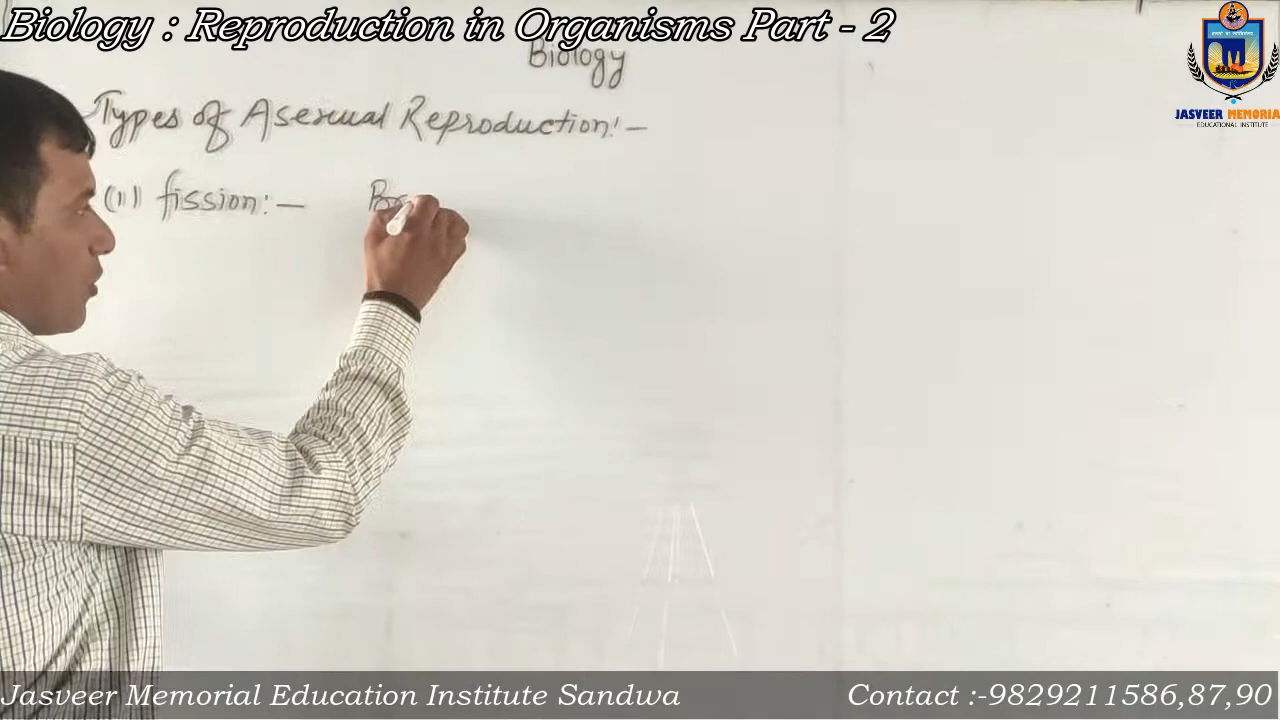 Biology : Reproduction in Organisms Part - 2
Biology
Types of Asexual Reproduction:-
(1) fission:-
M
JASVEER MEMORIA
EDUCATIONAL INSTITUTE
Jasveer Memorial Education Institute Sandwa
Contact :-9829211586,87,90